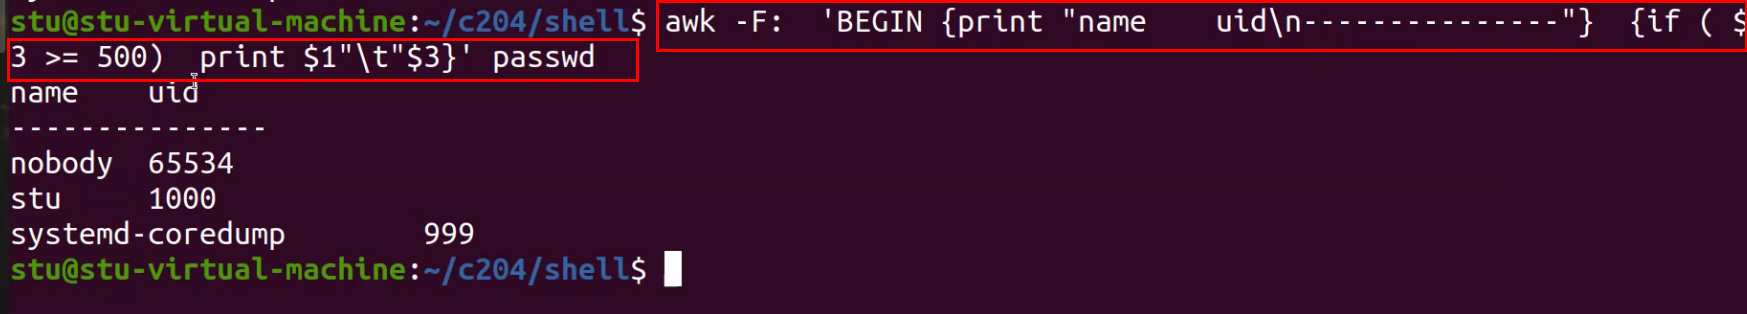 stu@stu-virtual-machine:~/c204/shell$ awk -F:  'BEGIN {print "name    uid\n---------------"}  {if ( $
3 >= 500)  print $1"\t"$3}' passwd
name    uid
---------------
nobody  65534
stu     1000
systemd-coredump        999
stu@stu-virtual-machine:~/c204/shell$